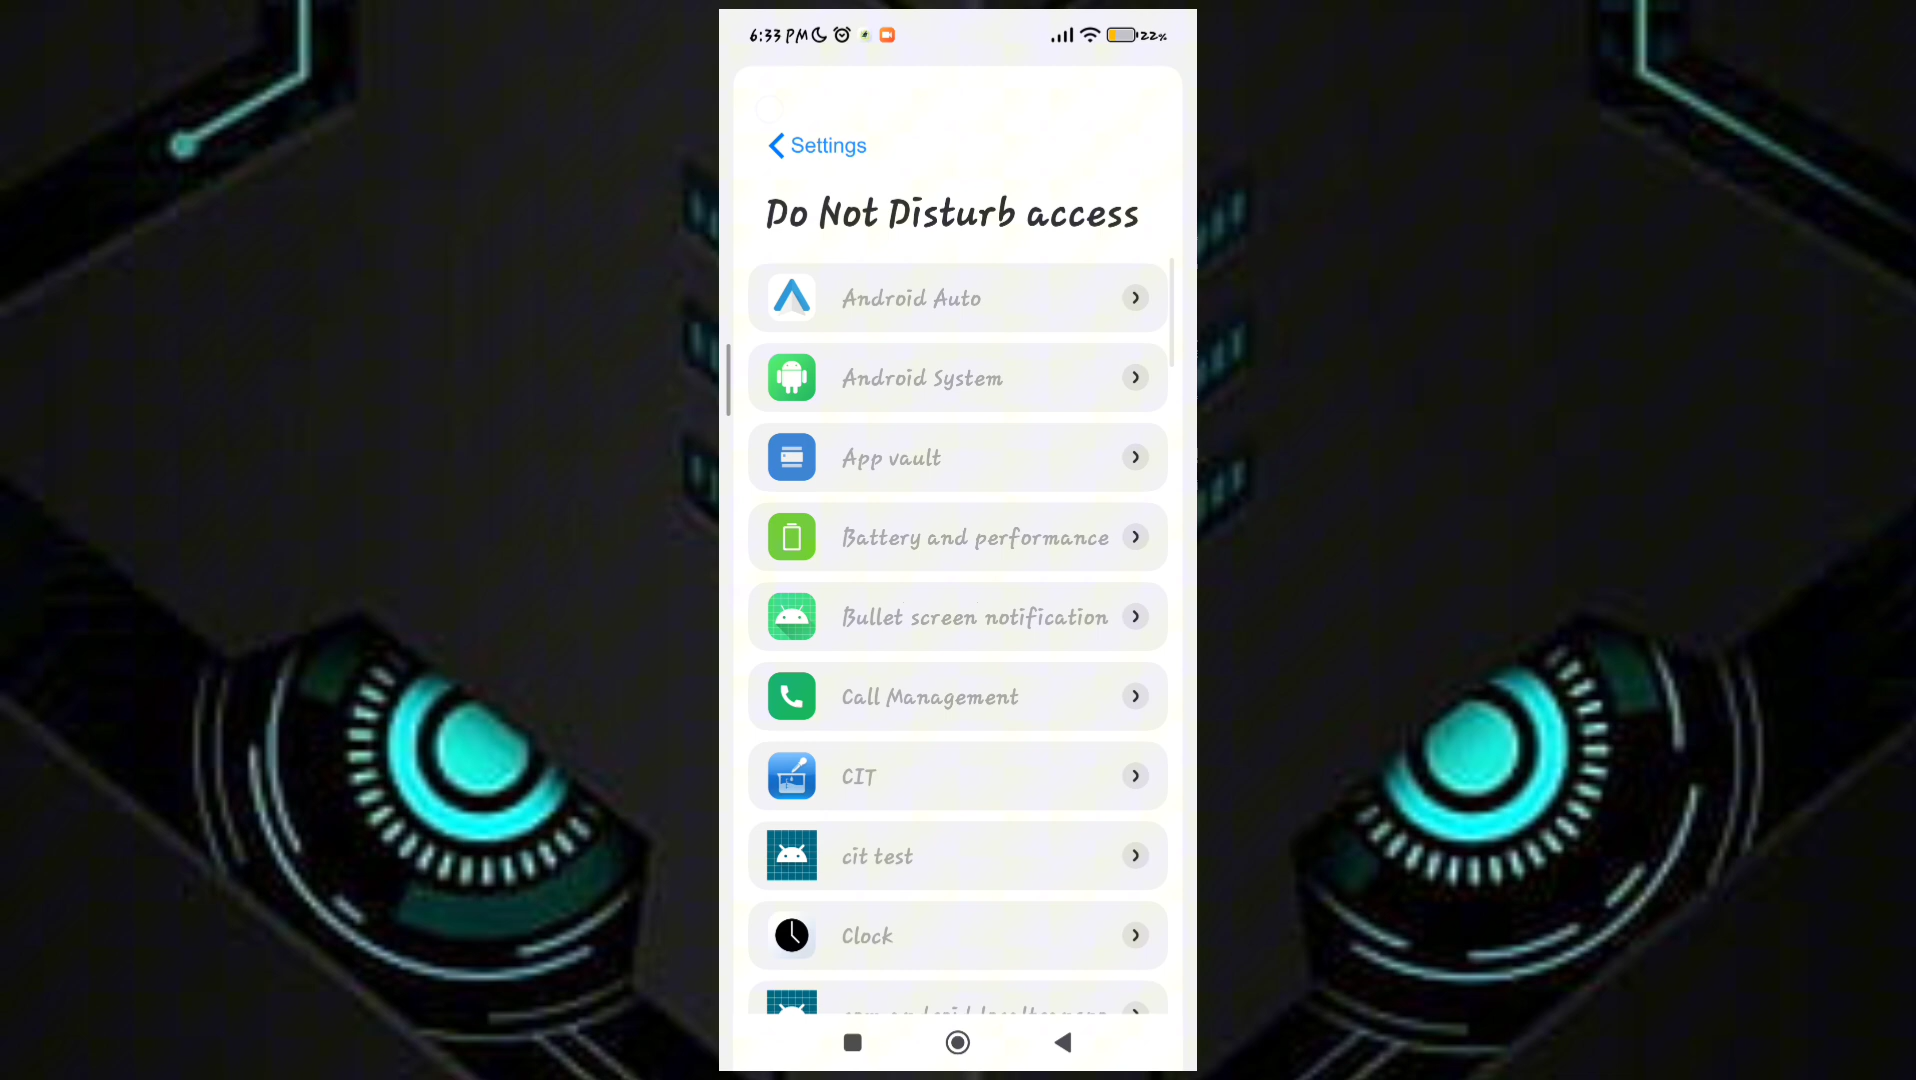 6:33 PM 22%
Settings
Do Not Disturb access
Android Auto
Android System
App vault
Battery and performance
Bullet screen notification
Call Management
CIT
cit test
Clock